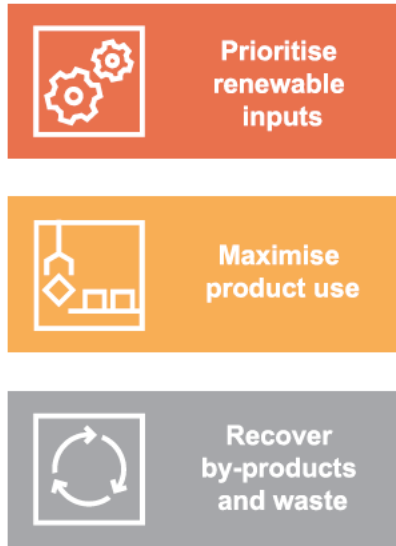 Prioritise
renewable
inputs
Maximise
product use
Recover
by-products
and waste